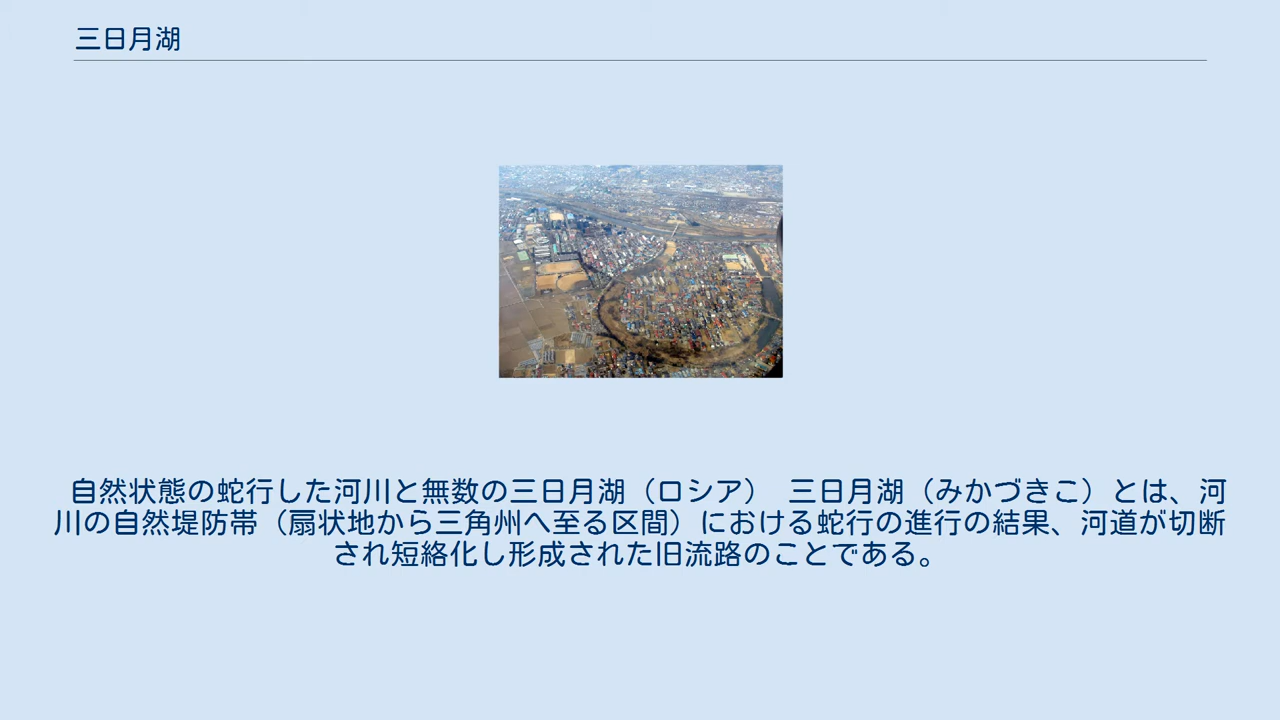 三日月湖
自然状態の蛇行した河川と無数の三日月湖（ロシア） 三日月湖（みかづきこ）とは、河
川の自然堤防帯（扇状地から三角州へ至る区間）における蛇行の進行の結果、河道が切断
され短絡化し形成された旧流路のことである。